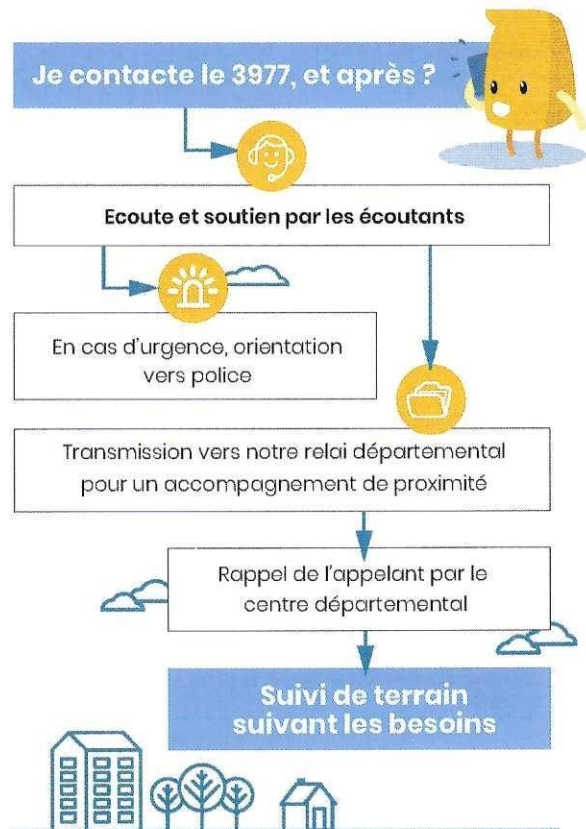 Je contacte le 3977, et après ?
Ecoute et soutien par les écoutants
En cas d'urgence, orientation
vers police
Transmission vers notre relai départemental
pour un accompagnement de proximité
Rappel de l'appelant par le
centre départemental
Suivi de terrain
suivant les besoins